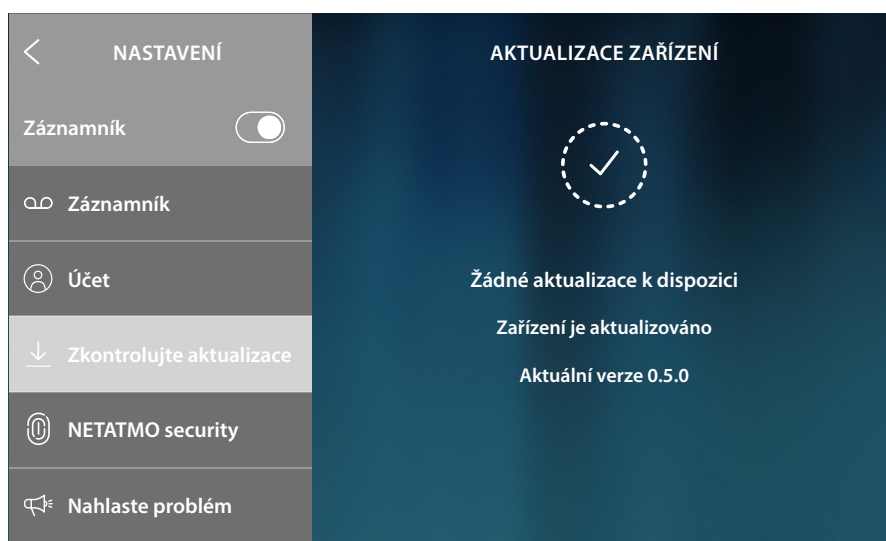 NASTAVENÍ
Záznamník
Záznamník
Účet
Zkontrolujte aktualizace
NETATMO security
Nahlaste problém
AKTUALIZACE ZAŘÍZENÍ
Žádné aktualizace k dispozici
Zařízení je aktualizováno
Aktuální verze 0.5.0